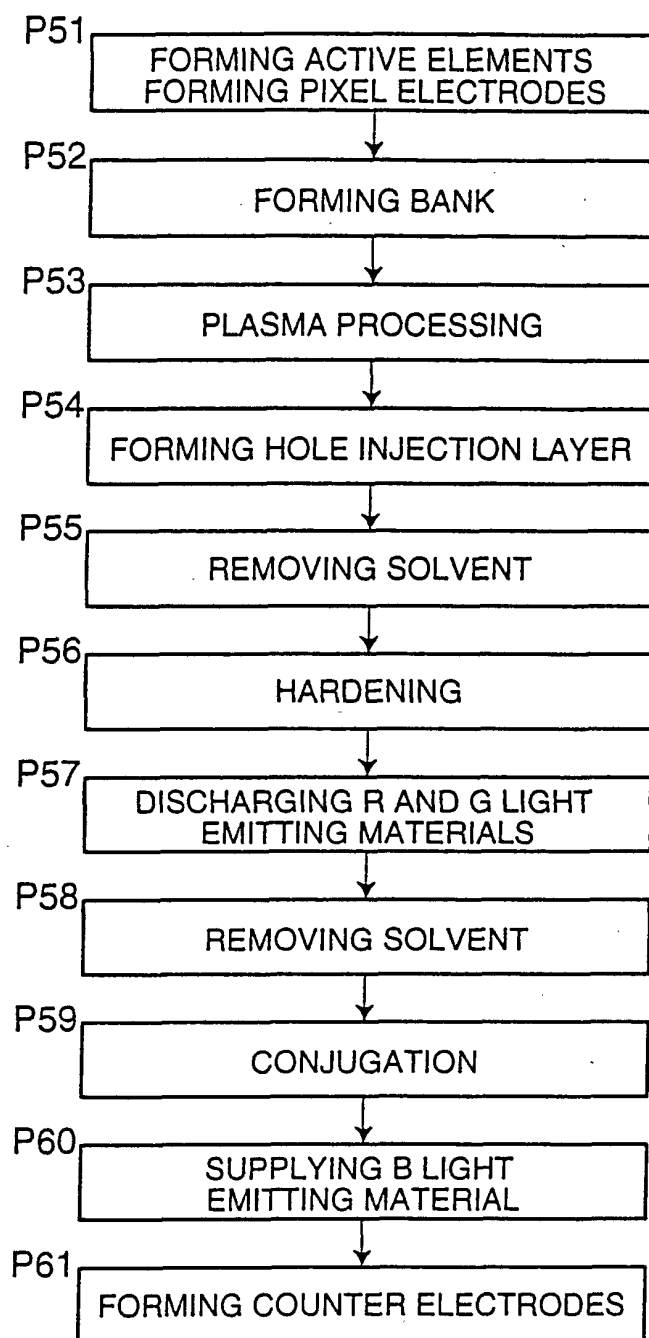 P51
FORMING ACTIVE ELEMENTS
FORMING PIXEL ELECTRODES
P52
FORMING BANK
P53
PLASMA PROCESSING
P54
FORMING HOLE INJECTION LAYER
P55
REMOVING SOLVENT
P56
HARDENING
P57
DISCHARGING R AND G LIGHT
EMITTING MATERIALS
P58
REMOVING SOLVENT
P59
CONJUGATION
P60
SUPPLYING B LIGHT
EMITTING MATERIAL
P61
FORMING COUNTER ELECTRODES